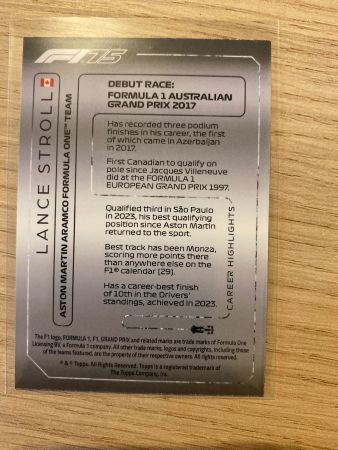 F1 75
LANCE STROLL
ASTON MARTIN ARAMCO FORMULA ONE™ TEAM
DEBUT RACE:
FORMULA 1 AUSTRALIAN
GRAND PRIX 2017
Has recorded three podium
finishes in his career, the first
of which came in Azerbaijan
in 2017.
First Canadian to qualify on
pole since Jacques Villeneuve
did at the FORMULA 1
EUROPEAN GRAND PRIX 1997.
Qualified third in São Paulo
in 2023, his best qualifying
position since Aston Martin
returned to the sport.
Best track has been Monza,
scoring more points there
than anywhere else on the
F1® calendar (29).
Has a career-best finish
of 10th in the Drivers'
standings, achieved in 2023.
CAREER HIGHLIGHTS
The F1 logo, FORMULA 1, F1, GRAND PRIX and related marks are trade marks of Formula One
Licensing BV, a Formula 1 company. All other trade marks, logos and copyrights, including those
of the teams featured, are the property of their respective owners. All rights reserved.
® & © Topps. All Rights Reserved. Topps is a registered trademark of
The Topps Company, Inc.